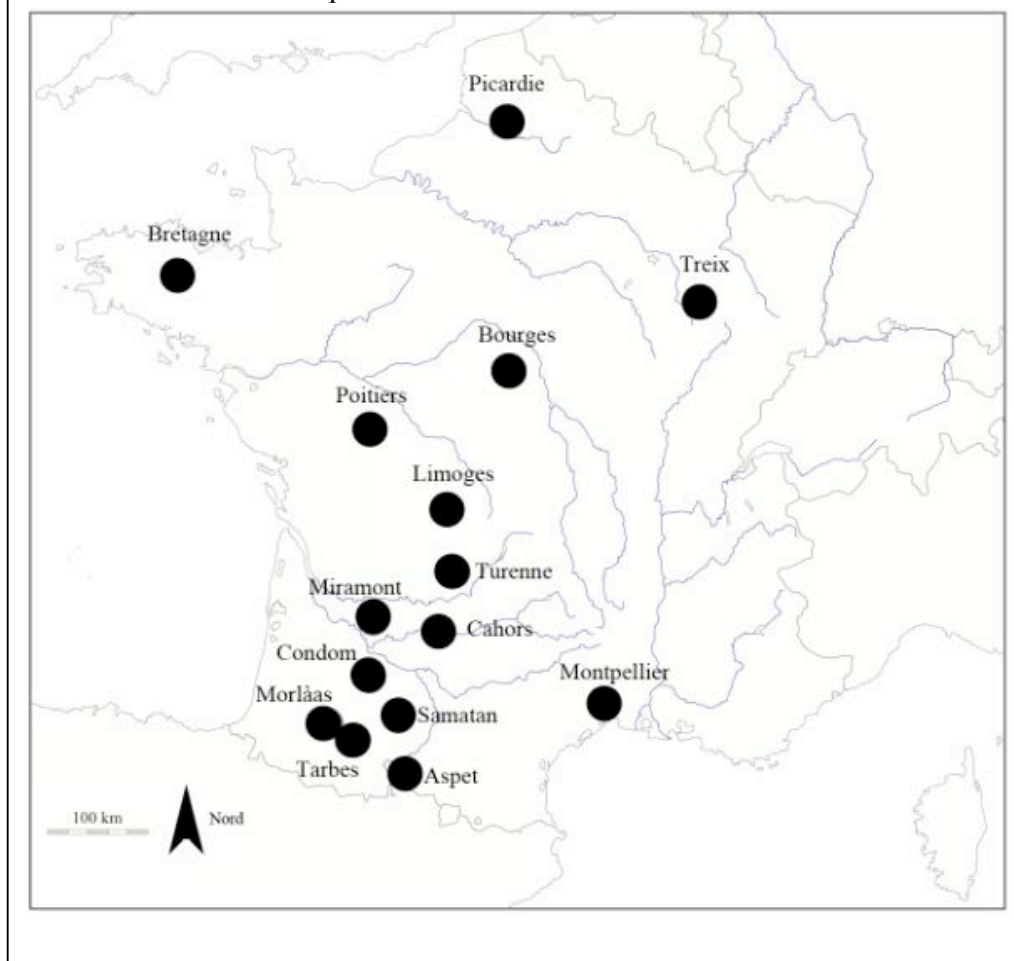 Picardie
Bretagne
Treix
Bourges
Poitiers
Limoges
Turenne
Miramont
Cahors
Condom
Montpellier
Morlàas
Samatan
Tarbes
Aspet
100 km
Nord